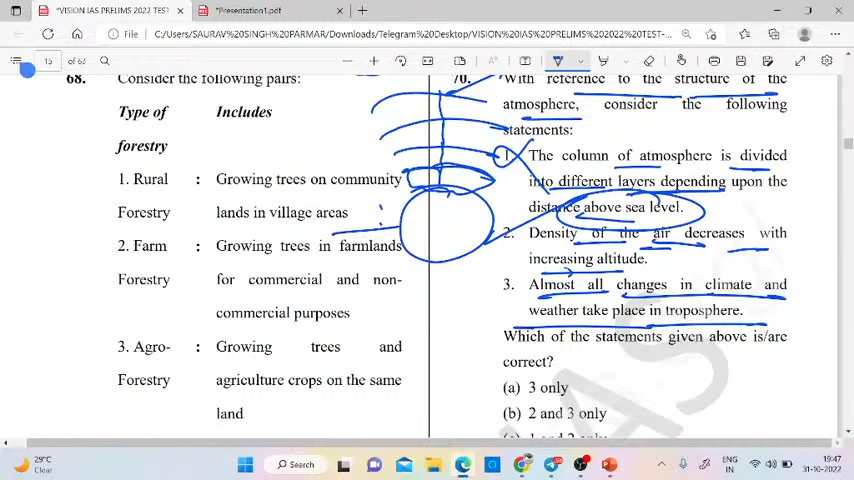 *VISION IAS PRELIMS 2022 TEST-
*Presentation1.pdf
File
C:/Users/SAURAV%20SINGH%20PARMAR/Downloads/Telegram%20Desktop/VISION%20IAS%20PRELIMS%202022%20TEST-...
15 of 63
68. Consider the following pairs:
Type of Includes
forestry
1. Rural : Growing trees on community
Forestry lands in village areas
2. Farm : Growing trees in farmlands
Forestry for commercial and non-
commercial purposes
3. Agro- : Growing trees and
Forestry agriculture crops on the same
land
70. With reference to the structure of the
atmosphere, consider the following
statements:
1. The column of atmosphere is divided
into different layers depending upon the
distance above sea level.
2. Density of the air decreases with
increasing altitude.
3. Almost all changes in climate and
weather take place in troposphere.
Which of the statements given above is/are
correct?
(a) 3 only
(b) 2 and 3 only
29°C
Clear
Search
ENG
IN
19:47
31-10-2022